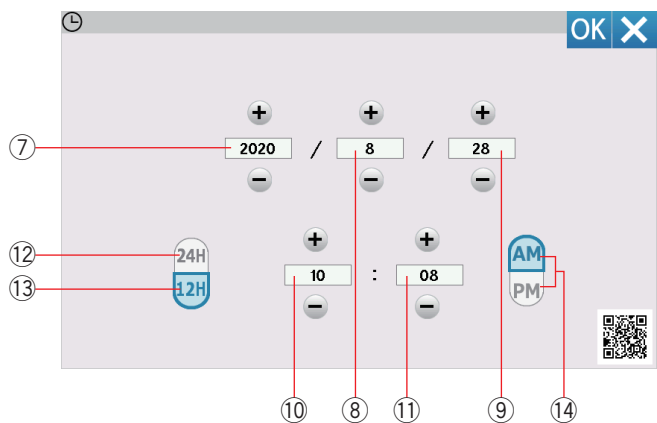 OK
+ + +
⑦ 2020 / 8 / 28
− − −
⑫ 24H + + AM
⑬ 12H 10 : 08 PM
− −
⑩ ⑧ ⑪ ⑨ ⑭